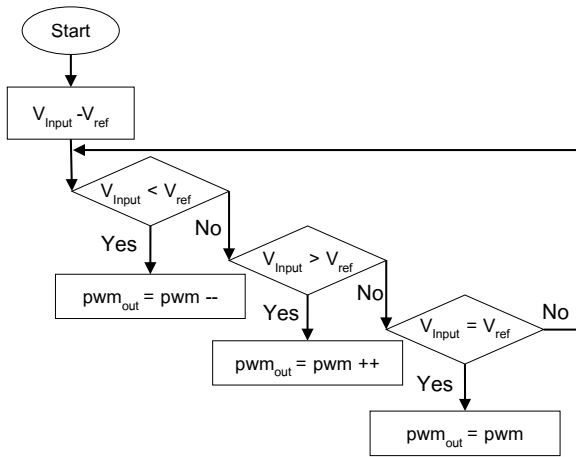 Start
V_Input -V_ref
V_Input < V_ref
Yes
No
pwm_out = pwm --
V_Input > V_ref
Yes
No
pwm_out = pwm ++
V_Input = V_ref
No
Yes
pwm_out = pwm